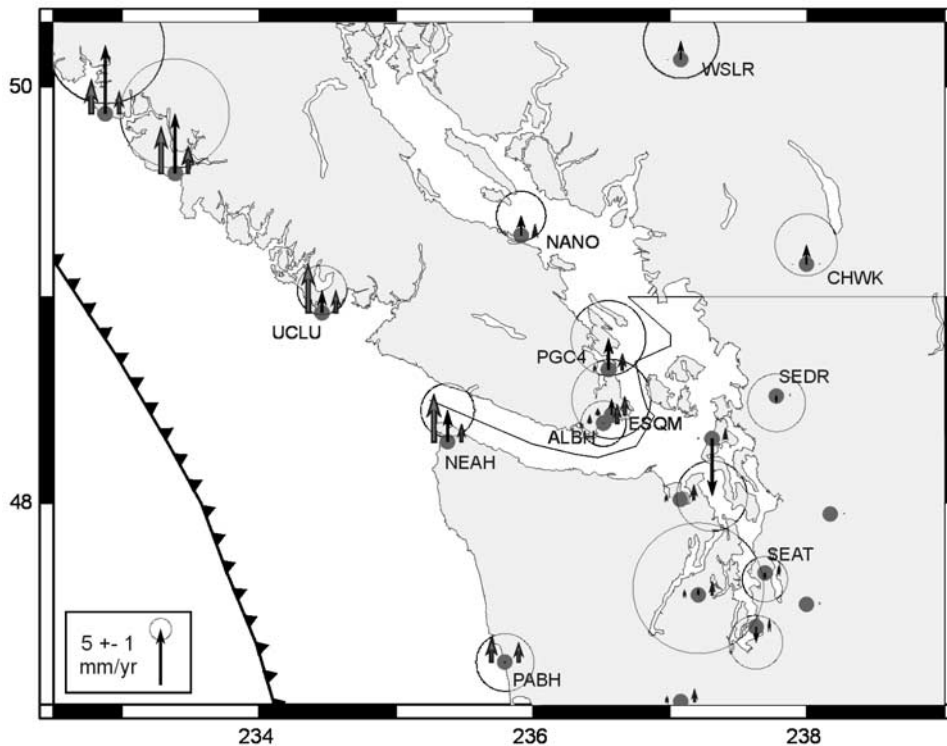 50
WSLR
NANO
CHWK
UCLU
PGC4
SEDR
ALBH
ESQM
NEAH
48
SEAT
5 +- 1
mm/yr
PABH
234
236
238